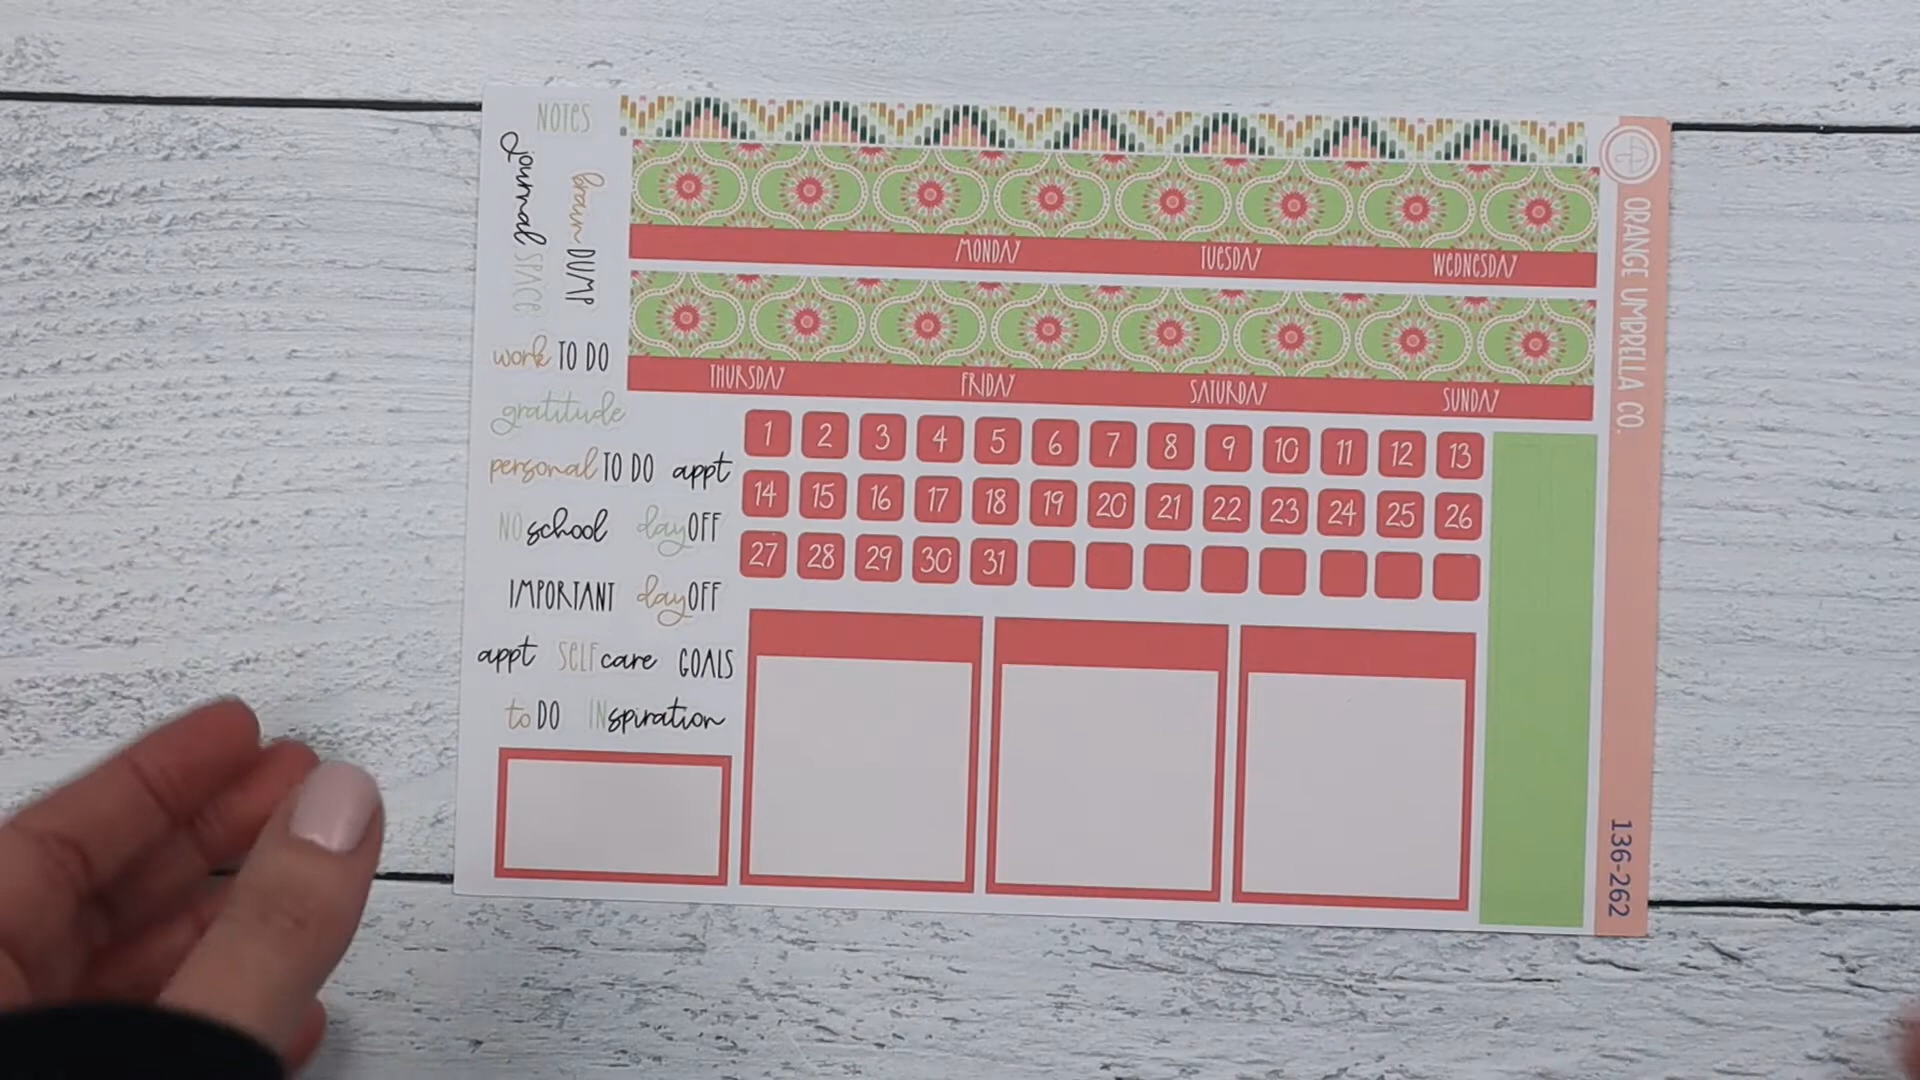 NOTES
journal SPACE
brain DUMP
work TO DO
gratitude
personal TO DO
appt
NO school
day OFF
IMPORTANT
day OFF
appt
SELF care
GOALS
to DO
INspiration
MONDAY TUESDAY WEDNESDAY
THURSDAY FRIDAY SATURDAY SUNDAY
1 2 3 4 5 6 7 8 9 10 11 12 13
14 15 16 17 18 19 20 21 22 23 24 25 26
27 28 29 30 31
ORANGE UMBRELLA CO.
136-262